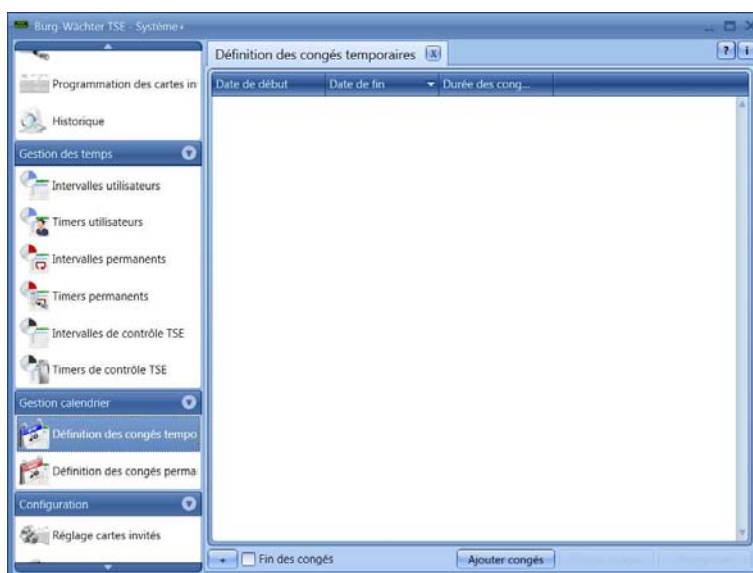 Burg-Wächter TSE - Système+
Programmation des cartes in
Historique
Gestion des temps
Intervalles utilisateurs
Timers utilisateurs
Intervalles permanents
Timers permanents
Intervalles de contrôle TSE
Timers de contrôle TSE
Gestion calendrier
Définition des congés tempo
Définition des congés perma
Configuration
Réglage cartes invités
Définition des congés temporaires X
? i
Date de début Date de fin Durée des cong...
Fin des congés
Ajouter congés